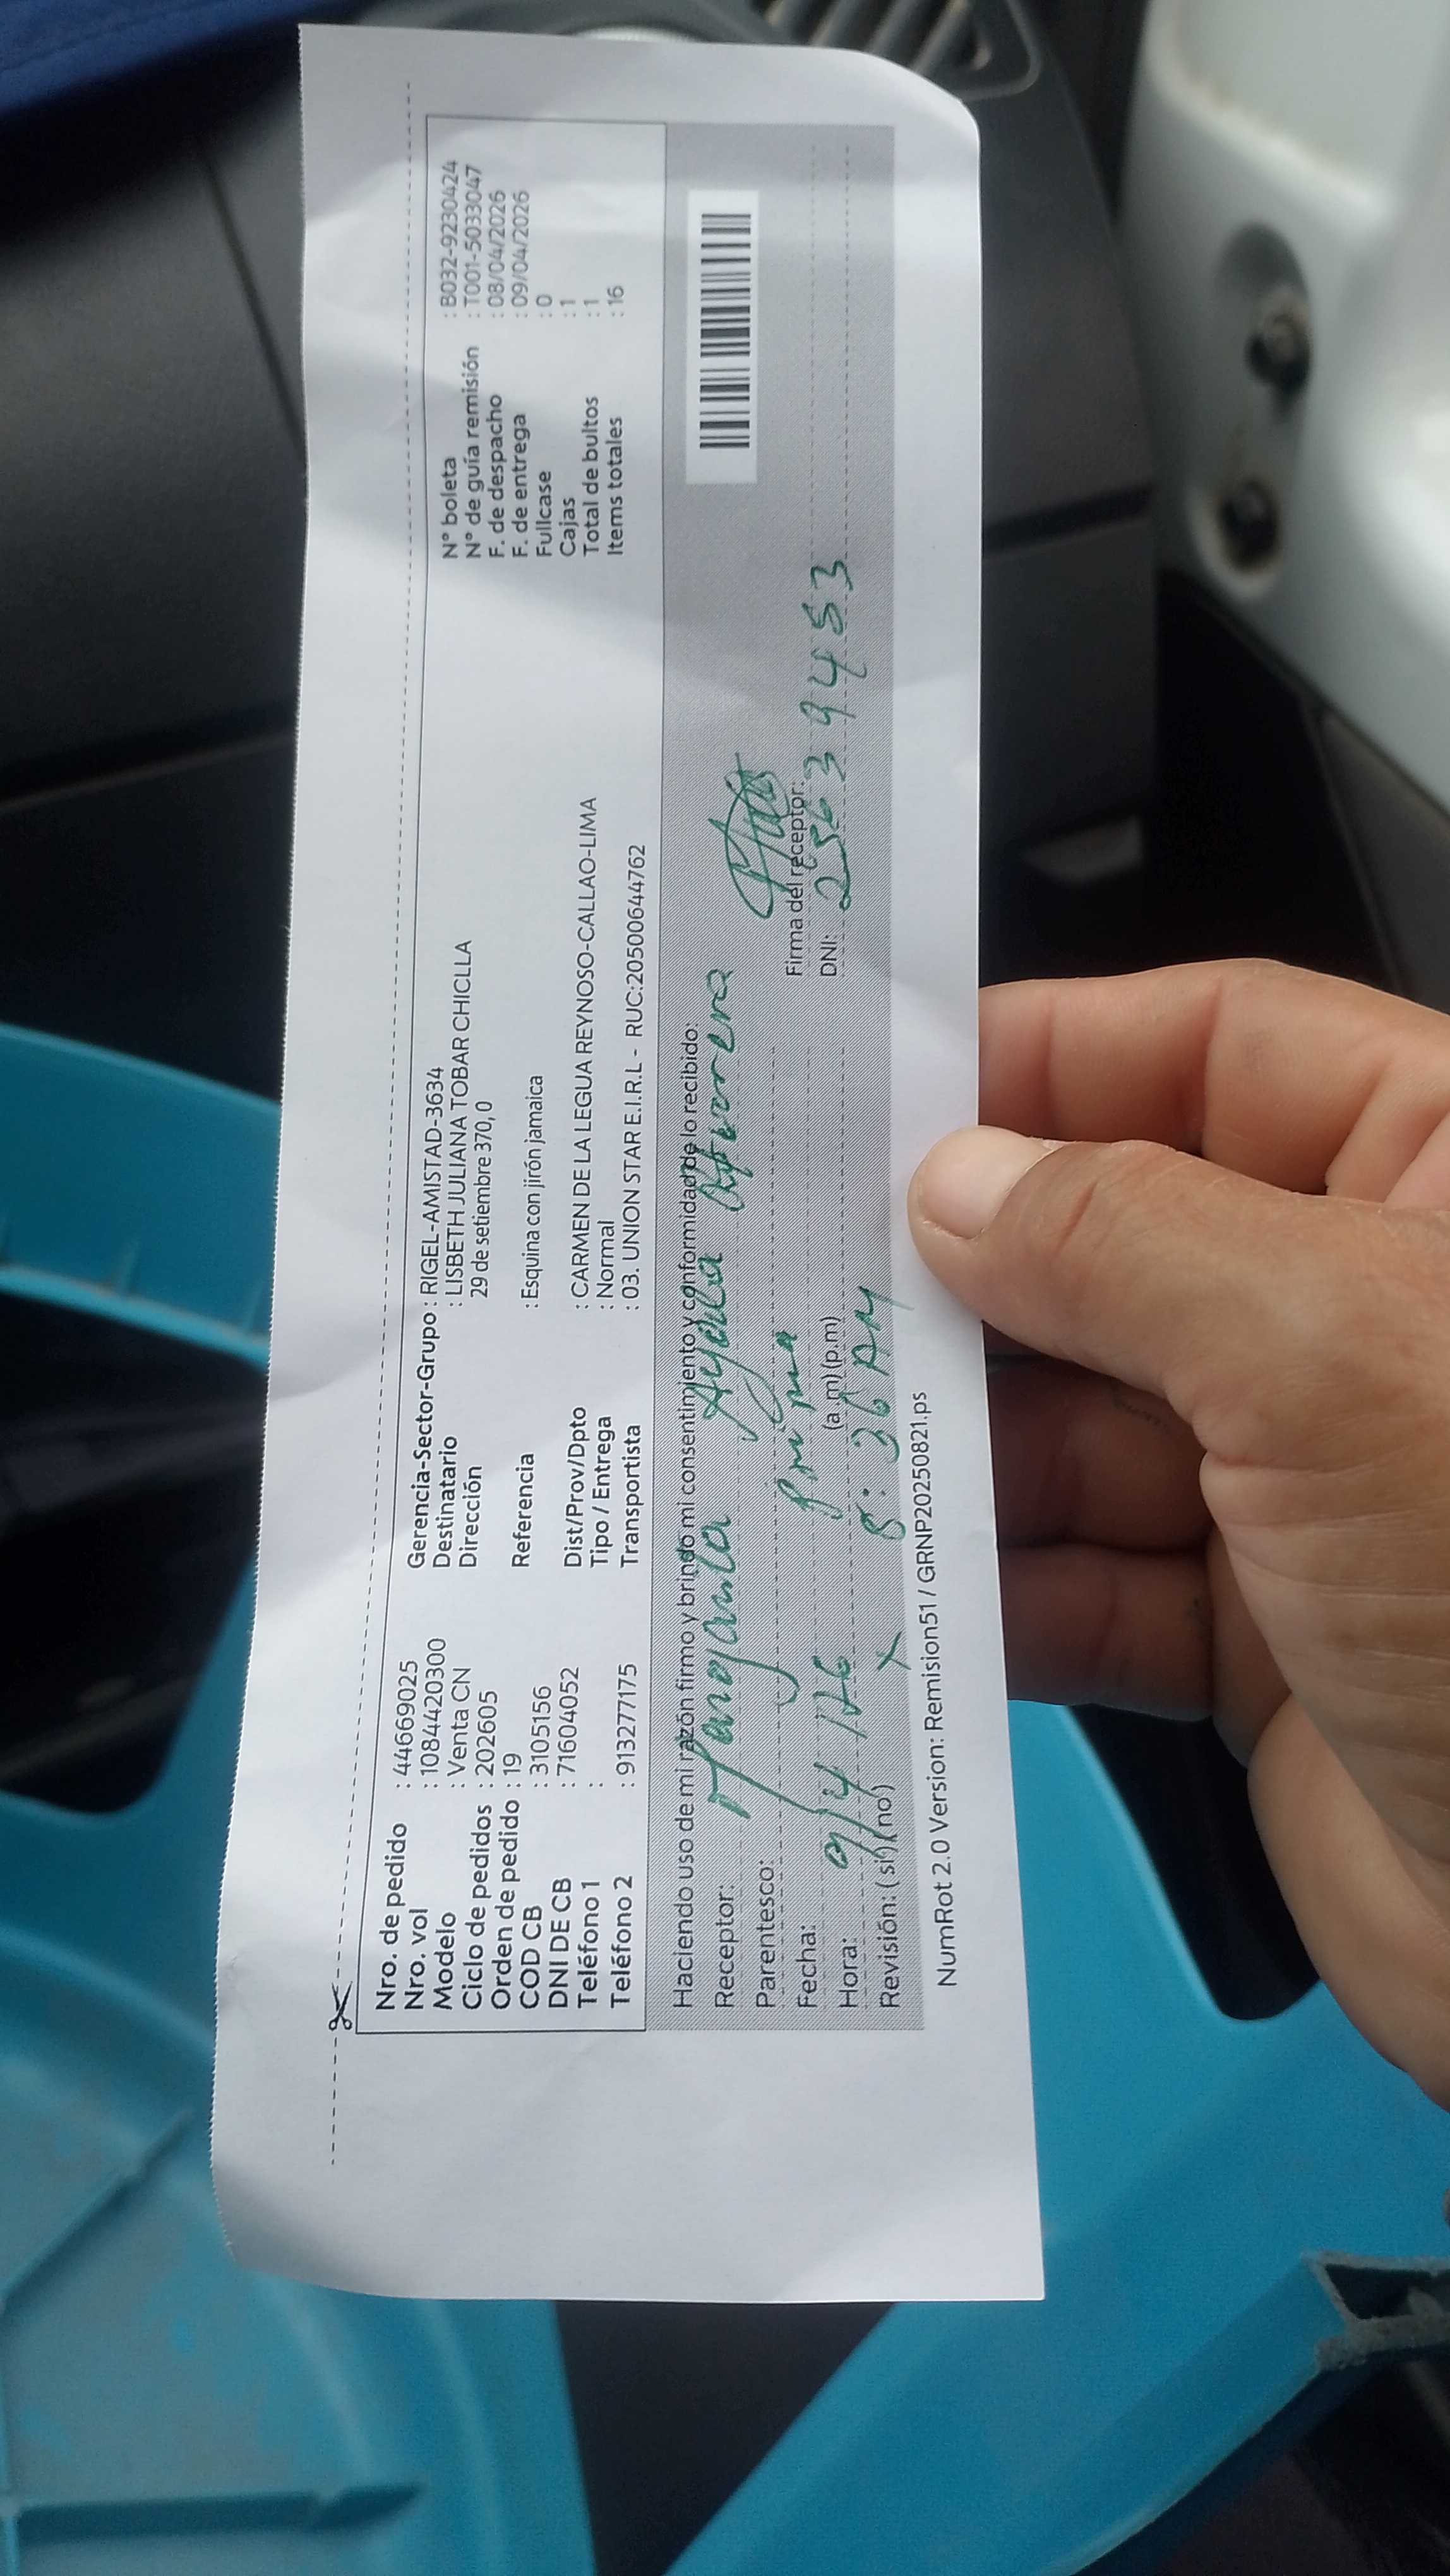 Nro. de pedido : 44669025
Nro. vol : 1084420300
Modelo : Venta CN
Ciclo de pedidos : 202605
Orden de pedido : 19
COD CB : 3105156
DNI DE CB : 71604052
Teléfono 1 :
Teléfono 2 : 913277175
Gerencia-Sector-Grupo : RIGEL-AMISTAD-3634
Destinatario : LISBETH JULIANA TOBAR CHICLLA
Dirección 29 de setiembre 370, 0
Referencia : Esquina con jirón jamaica
Dist/Prov/Dpto : CARMEN DE LA LEGUA REYNOSO-CALLAO-LIMA
Tipo / Entrega : Normal
Transportista : 03. UNION STAR E.I.R.L - RUC:20500644762
N° boleta : B032-9230424
N° de guía remisión : T001-5033047
F. de despacho : 08/04/2026
F. de entrega : 09/04/2026
Fullcase : 0
Cajas : 1
Total de bultos : 1
Items totales : 16
Haciendo uso de mi razón firmo y brindo mi consentimiento y conformidad de lo recibido:
Receptor: Ayala
Parentesco: Prima
Fecha: 9/4/26
Hora: 8:26 AM (a.m) (p.m)
Revisión: (si) (no) X
Firma del receptor:
DNI: 25639453
NumRot 2.0 Version: Remision51 / GRNP20250821.ps